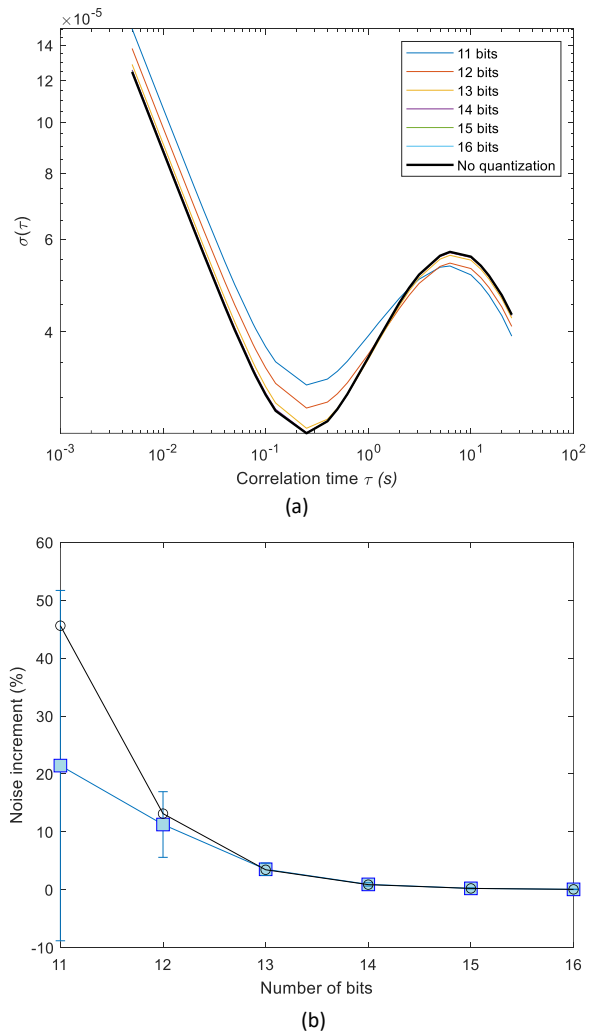 ×10⁻⁵
14
12
10
8
6
4
σ(τ)
11 bits
12 bits
13 bits
14 bits
15 bits
16 bits
No quantization
10⁻³ 10⁻² 10⁻¹ 10⁰ 10¹ 10²
Correlation time τ (s)
(a)
60
50
40
30
20
10
0
-10
Noise increment (%)
11 12 13 14 15 16
Number of bits
(b)